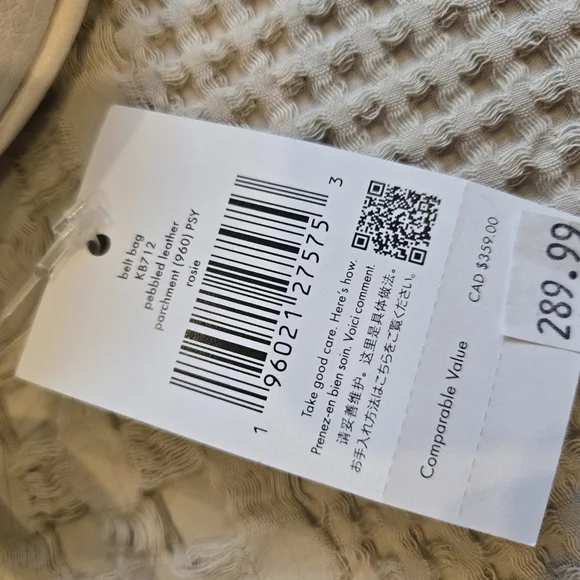 belt bag
KB712
pebbled leather
parchment (960) PSY
rosie
1 96021 27575 3
Take good care. Here's how.
Prenez-en bien soin. Voici comment.
请妥善维护。这里是具体做法。
お手入れ方法はこちらをご覧ください。
Comparable Value
CAD $359.00
289.99